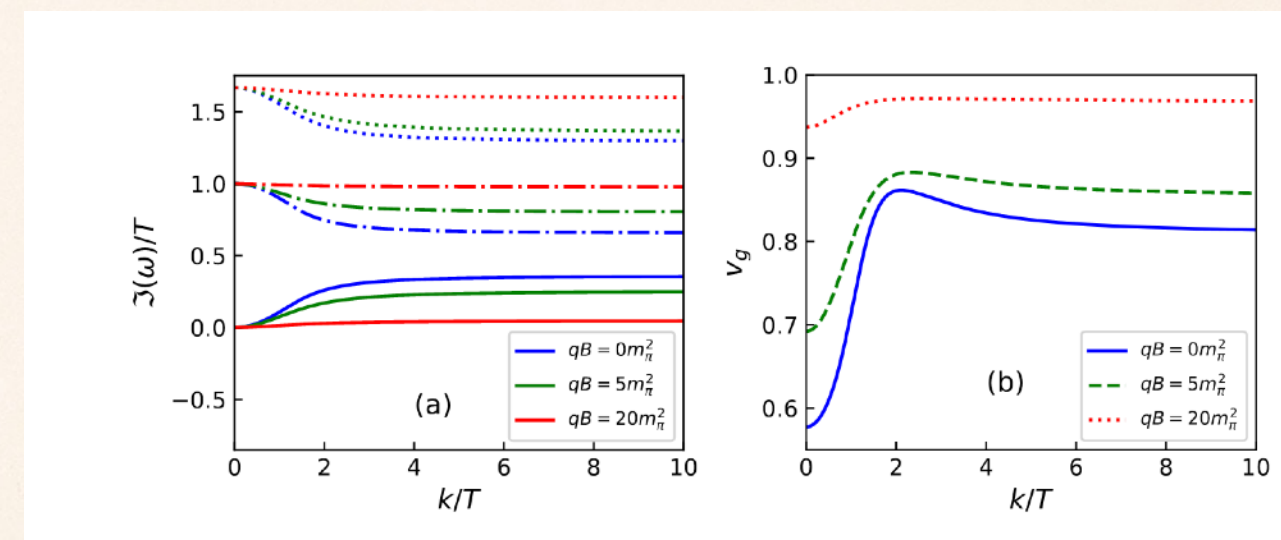 1.5
1.0
0.5
0.0
−0.5
ℑ(ω)/T
0 2 4 6 8 10
k/T
(a)
qB = 0m_π^2
qB = 5m_π^2
qB = 20m_π^2
1.0
0.9
0.8
0.7
0.6
v_g
0 2 4 6 8 10
k/T
(b)
qB = 0m_π^2
qB = 5m_π^2
qB = 20m_π^2